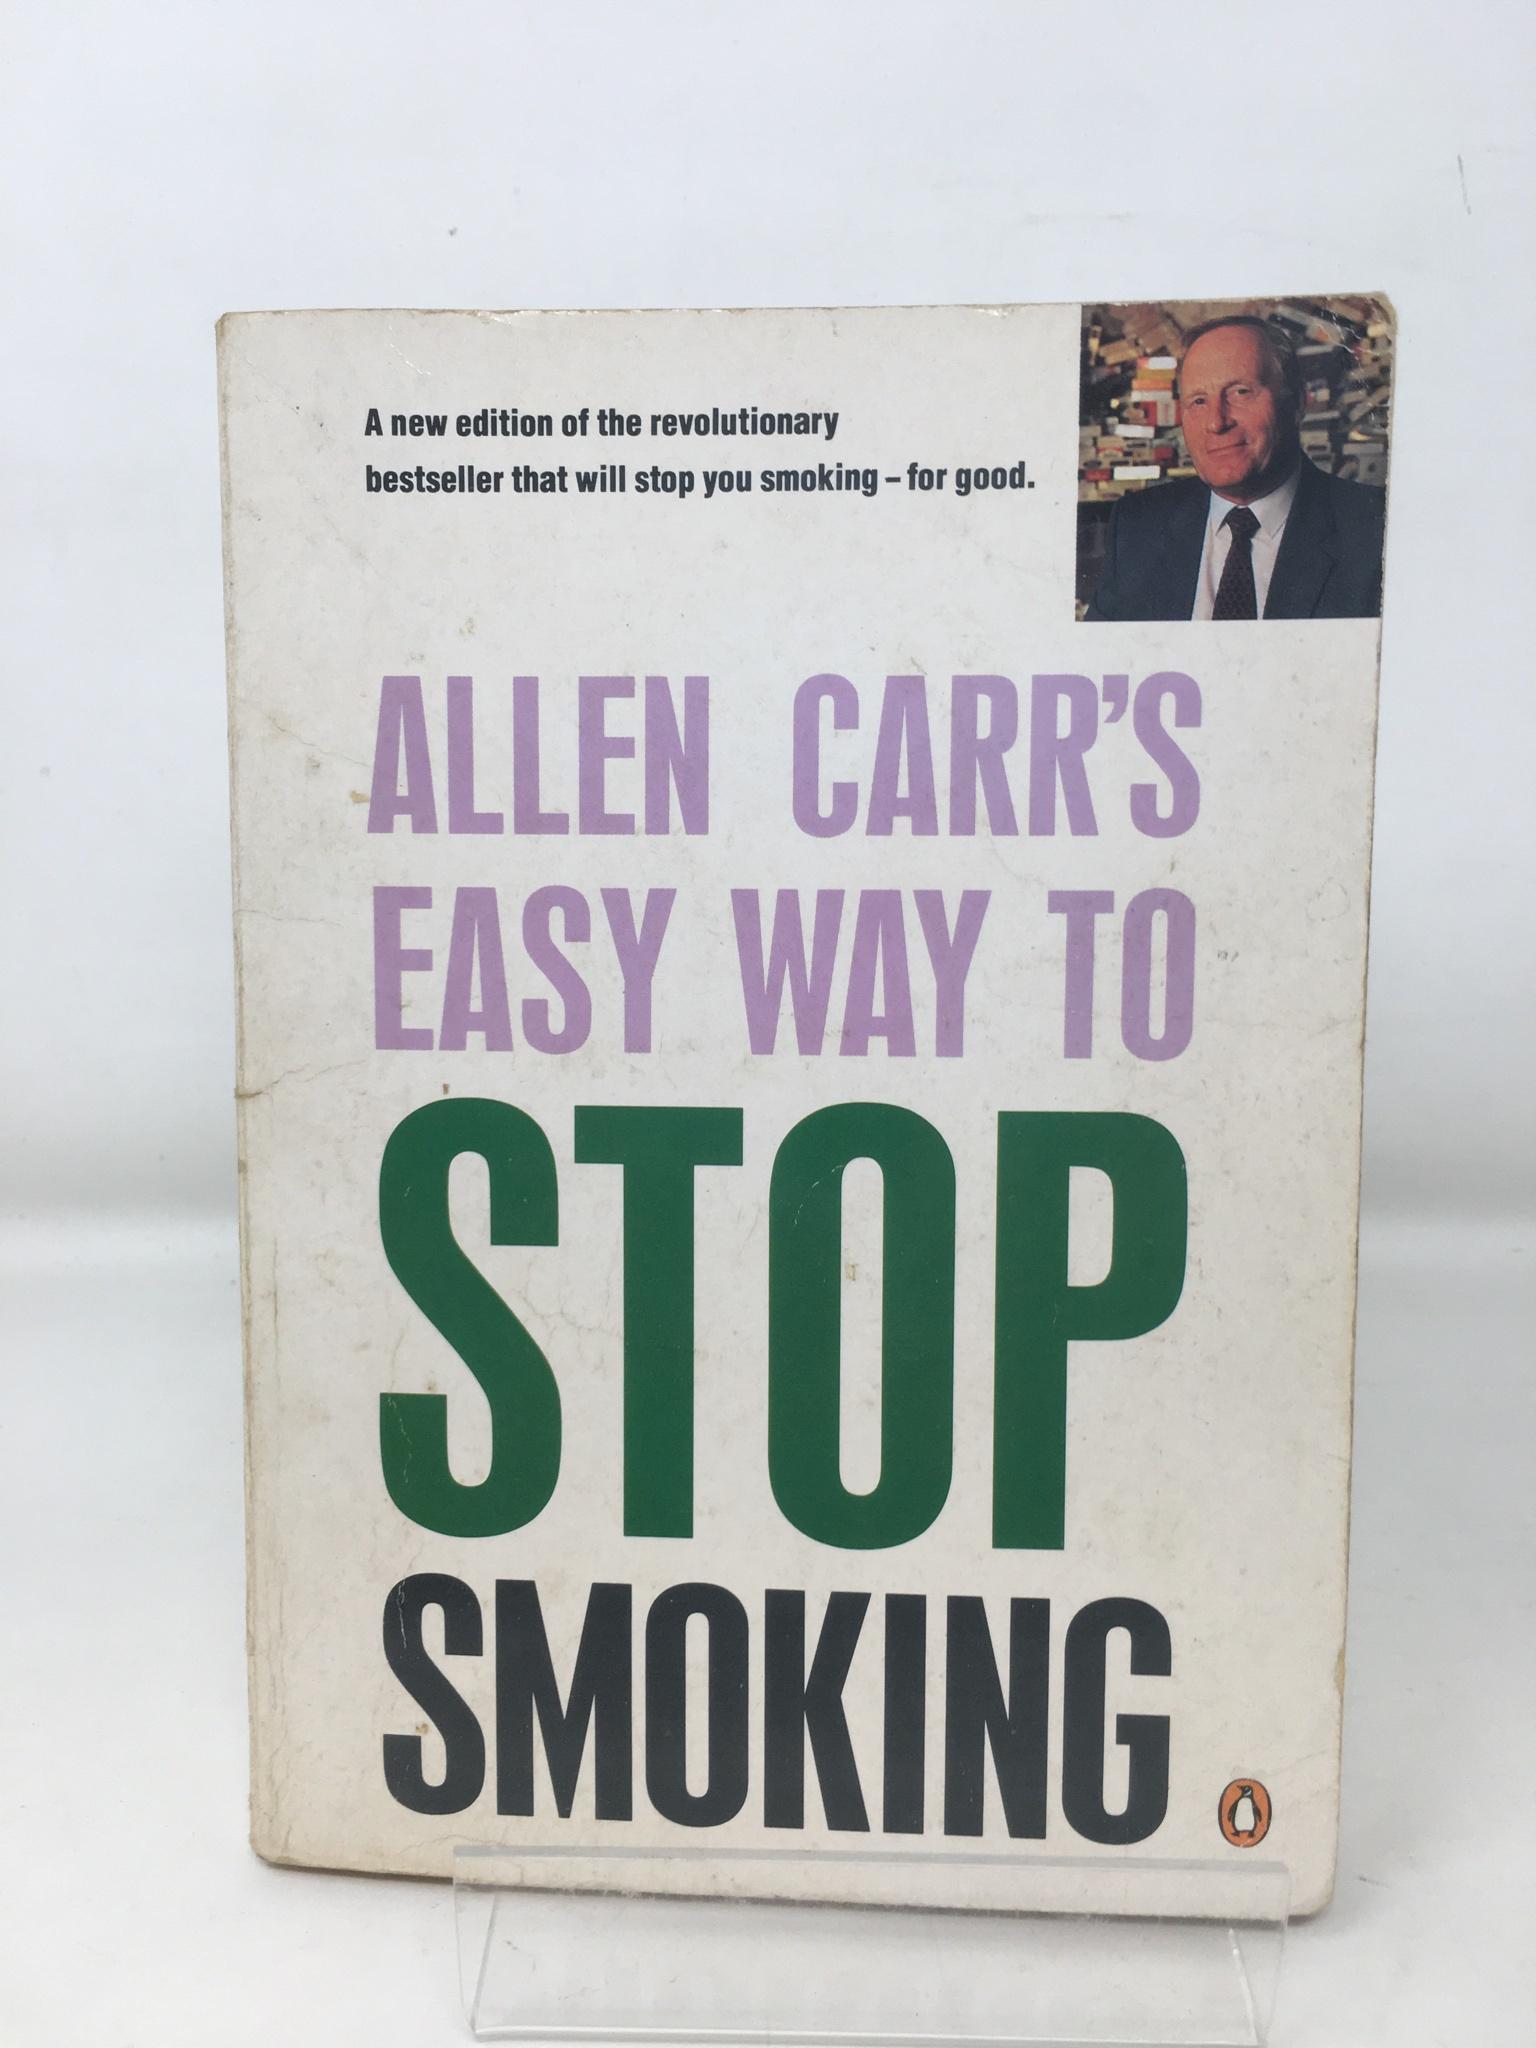 A new edition of the revolutionary
bestseller that will stop you smoking – for good.
ALLEN CARR'S
EASY WAY TO
STOP
SMOKING